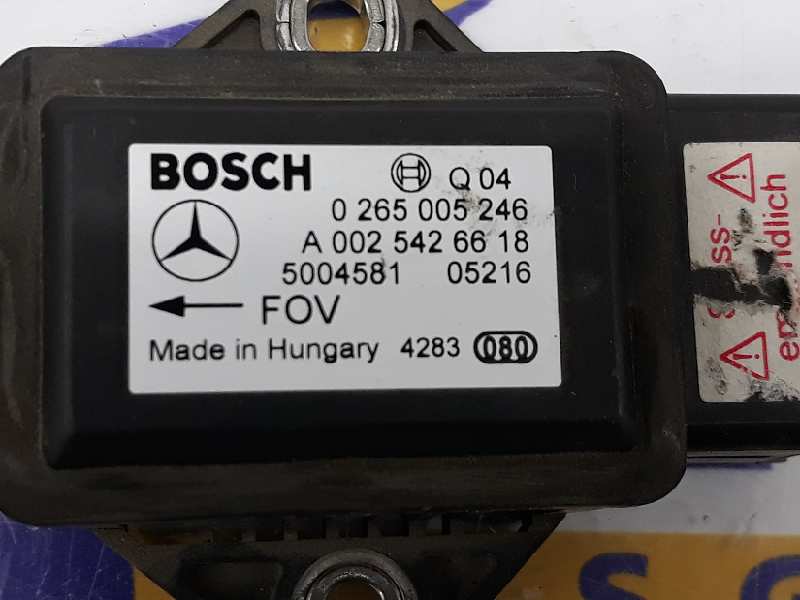 BOSCH Q 04
0 265 005 246
A 002 542 66 18
5004581 05216
FOV
Made in Hungary 4283 080